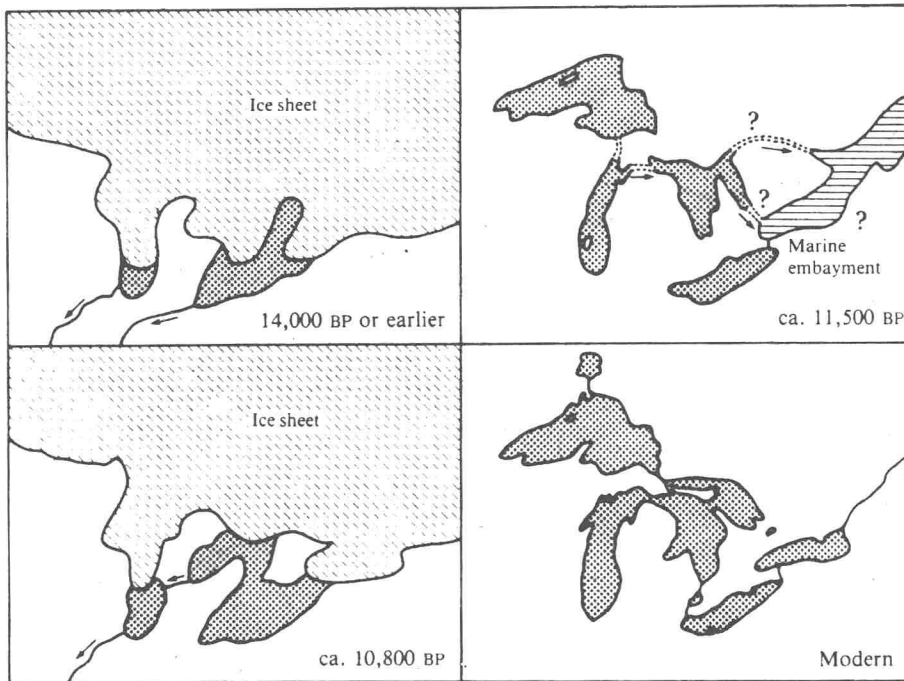 Ice sheet
14,000 BP or earlier
?
?
?
Marine
embayment
ca. 11,500 BP
Ice sheet
ca. 10,800 BP
Modern